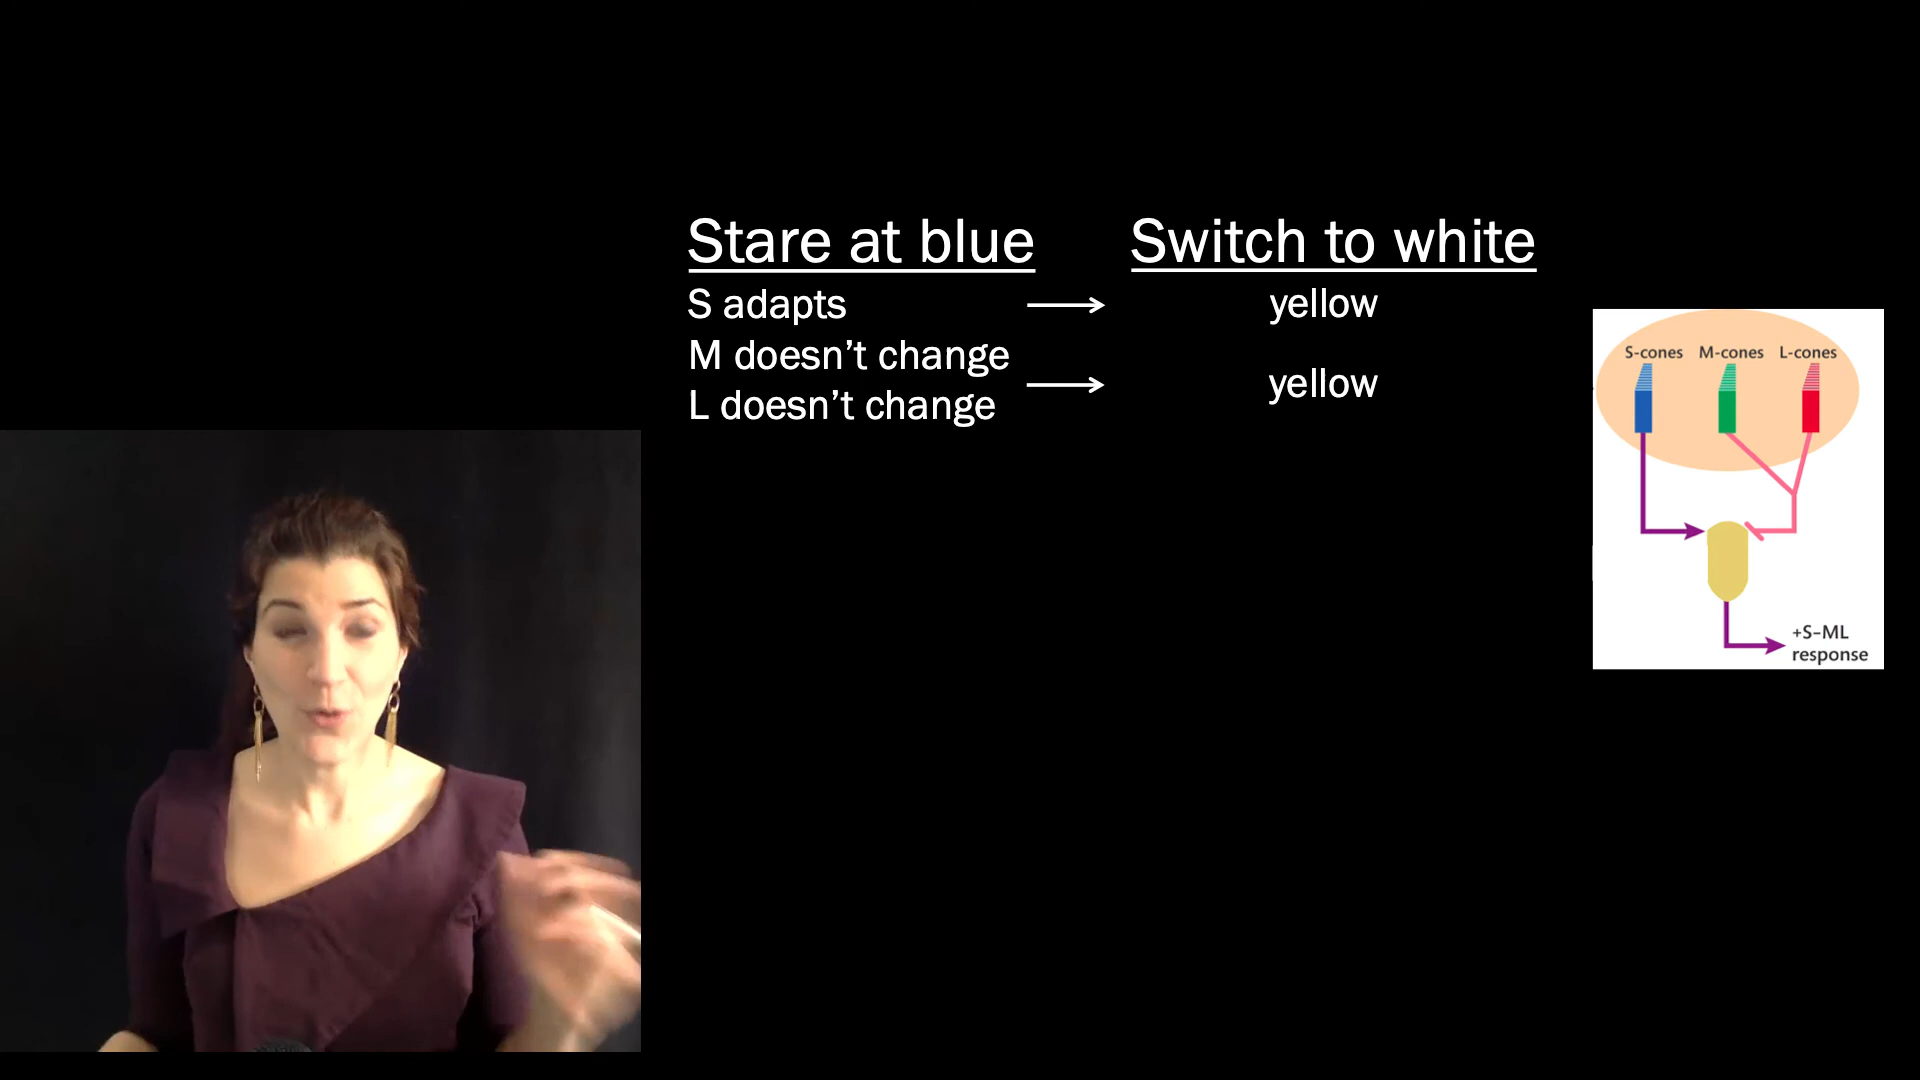 Stare at blue
Switch to white
S adapts
yellow
M doesn’t change
yellow
L doesn’t change
S-cones M-cones L-cones
+S–ML
response